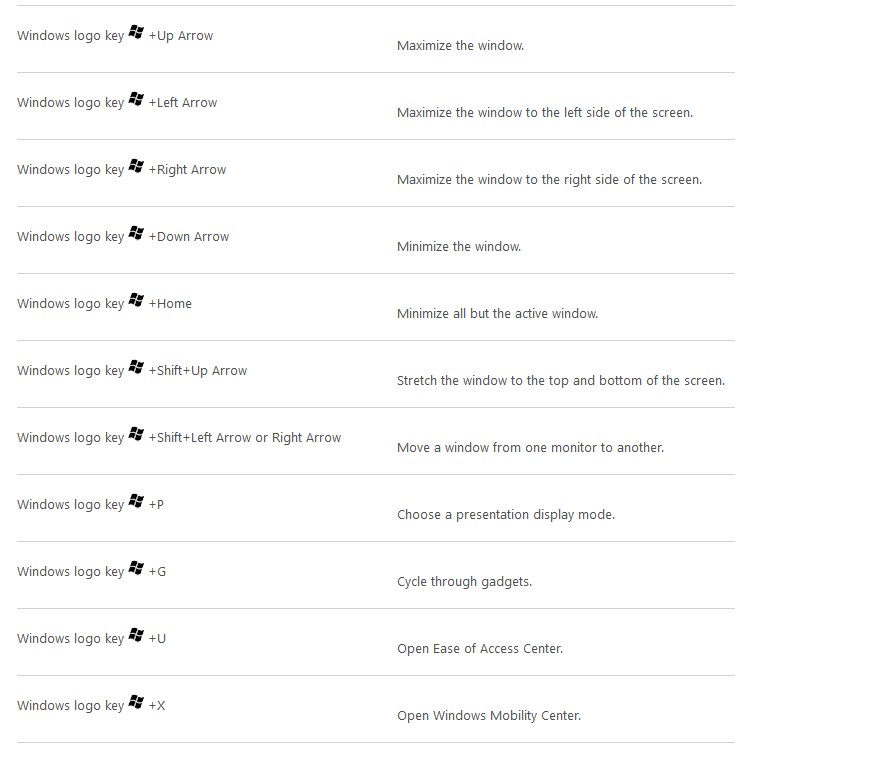 Windows logo key +Up Arrow
Maximize the window.
Windows logo key +Left Arrow
Maximize the window to the left side of the screen.
Windows logo key +Right Arrow
Maximize the window to the right side of the screen.
Windows logo key +Down Arrow
Minimize the window.
Windows logo key +Home
Minimize all but the active window.
Windows logo key +Shift+Up Arrow
Stretch the window to the top and bottom of the screen.
Windows logo key +Shift+Left Arrow or Right Arrow
Move a window from one monitor to another.
Windows logo key +P
Choose a presentation display mode.
Windows logo key +G
Cycle through gadgets.
Windows logo key +U
Open Ease of Access Center.
Windows logo key +X
Open Windows Mobility Center.